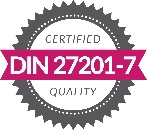 CERTIFIED
DIN 27201-7
QUALITY